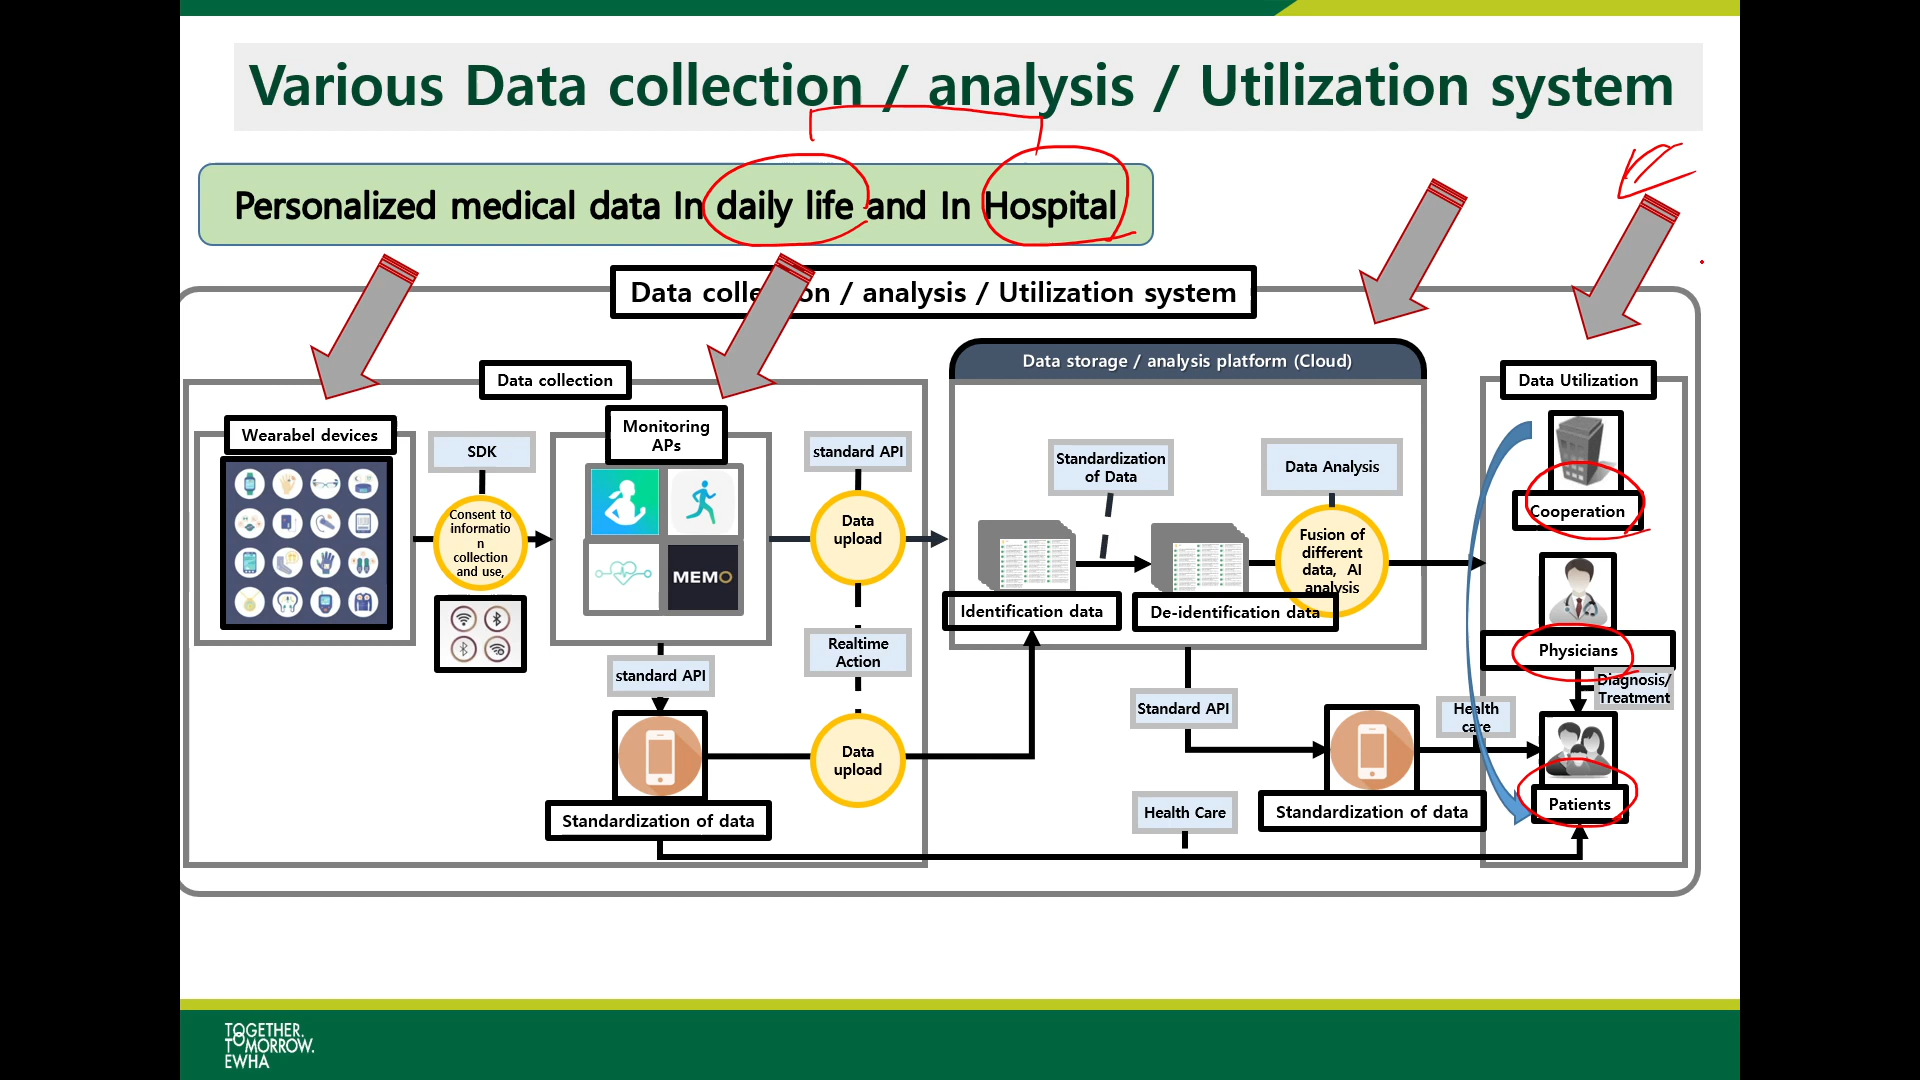 Various Data collection / analysis / Utilization system
Personalized medical data In daily life and In Hospital
Data collection / analysis / Utilization system
Data collection
Wearabel devices
SDK
Consent to
informatio
n
collection
and use,
Monitoring
APs
MEMO
standard API
Data
upload
Realtime
Action
Data
upload
standard API
Standardization of data
Data storage / analysis platform (Cloud)
Standardization
of Data
Data Analysis
Fusion of
different
data, AI
analysis
Identification data
De-identification data
Standard API
Health Care
Standardization of data
Health
care
Data Utilization
Cooperation
Physicians
Diagnosis/
Treatment
Patients
TOGETHER.
TOMORROW.
EWHA